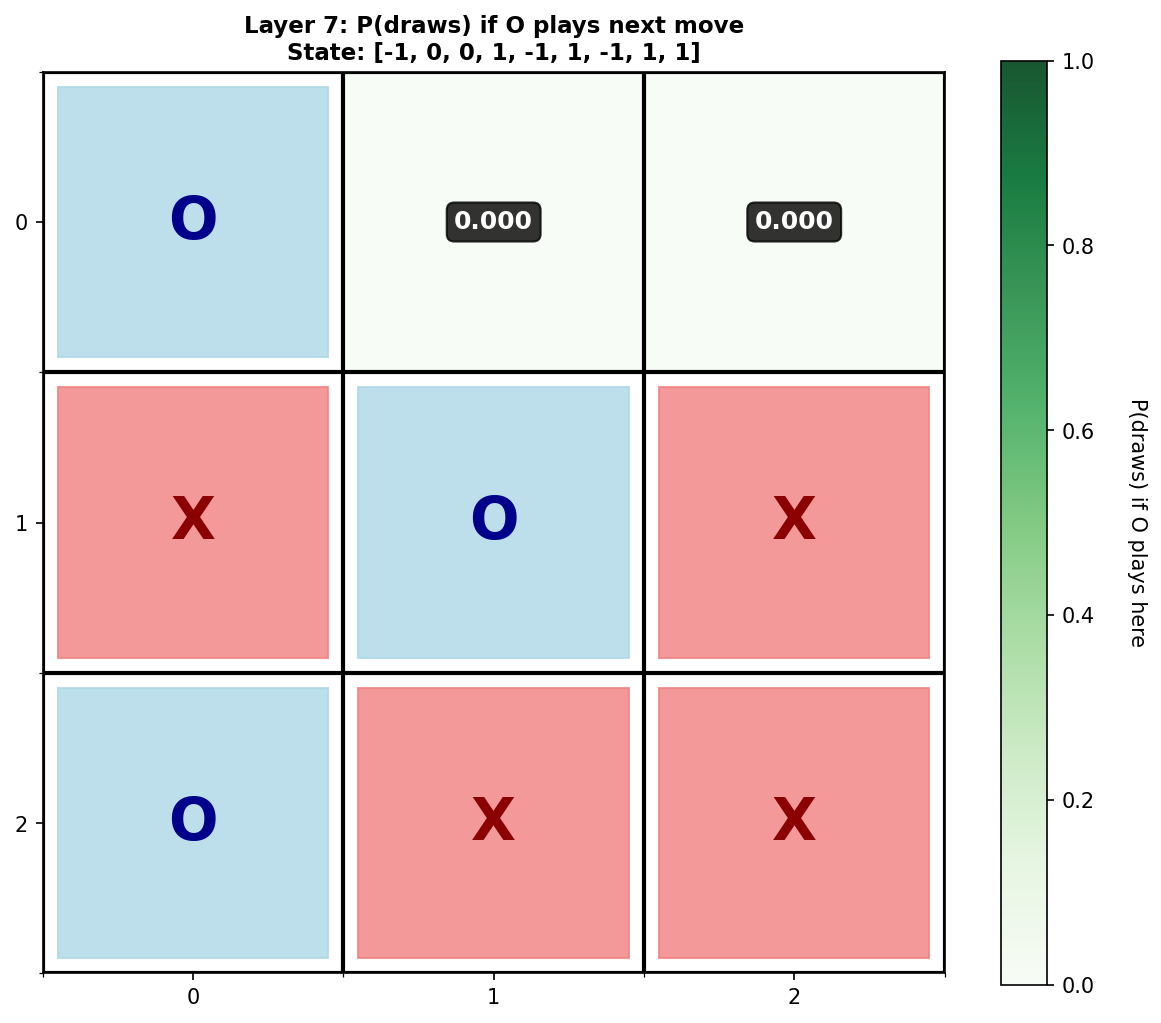 Layer 7: P(draws) if O plays next move
State: [-1, 0, 0, 1, -1, 1, -1, 1, 1]
0
O
0.000
0.000
1
X
O
X
2
O
X
X
0
1
2
1.0
0.8
0.6
0.4
0.2
0.0
P(draws) if O plays here